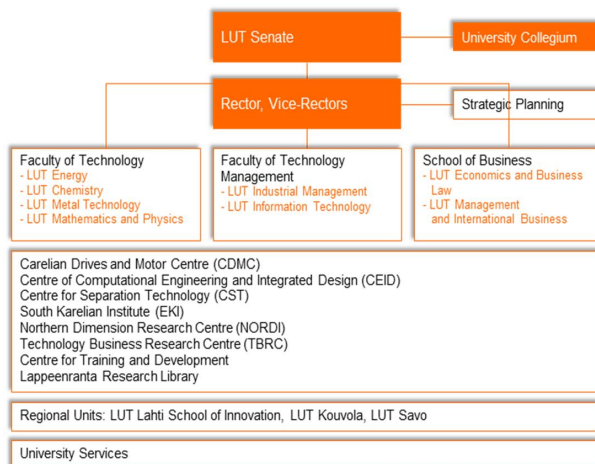 LUT Senate
University Collegium
Rector, Vice-Rectors
Strategic Planning
Faculty of Technology
- LUT Energy
- LUT Chemistry
- LUT Metal Technology
- LUT Mathematics and Physics
Faculty of Technology
Management
- LUT Industrial Management
- LUT Information Technology
School of Business
- LUT Economics and Business
Law
- LUT Management
and International Business
Carelian Drives and Motor Centre (CDMC)
Centre of Computational Engineering and Integrated Design (CEID)
Centre for Separation Technology (CST)
South Karelian Institute (EKI)
Northern Dimension Research Centre (NORDI)
Technology Business Research Centre (TBRC)
Centre for Training and Development
Lappeenranta Research Library
Regional Units: LUT Lahti School of Innovation, LUT Kouvola, LUT Savo
University Services